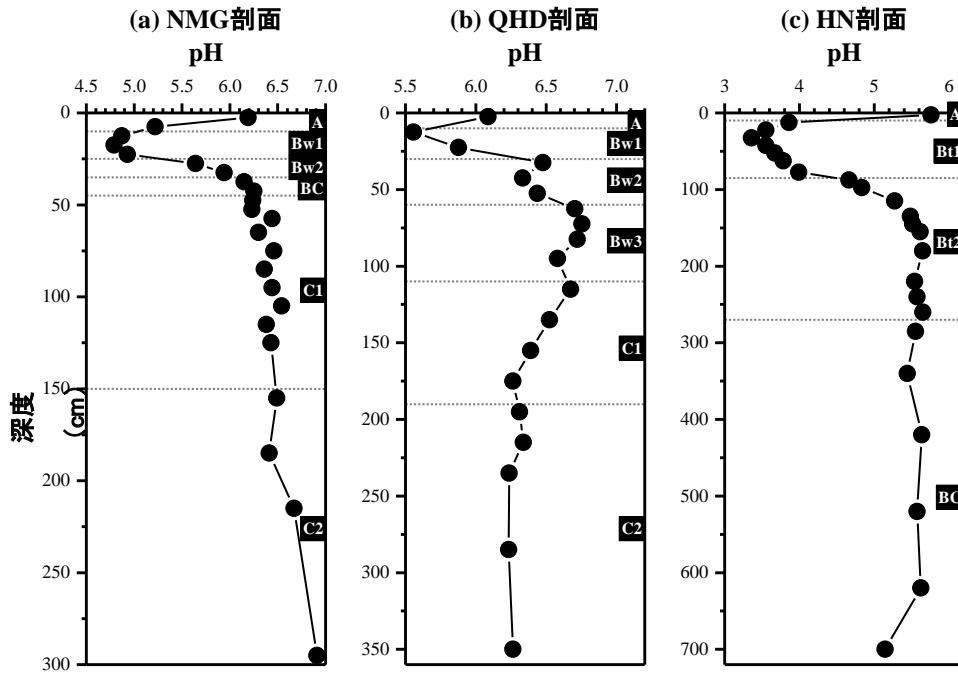 (a) NMG剖面
pH
4.5 5.0 5.5 6.0 6.5 7.0
0
50
100
150
200
250
300
深度
(cm)
A
Bw1
Bw2
BC
C1
C2
(b) QHD剖面
pH
5.5 6.0 6.5 7.0
0
50
100
150
200
250
300
350
A
Bw1
Bw2
Bw3
C1
C2
(c) HN剖面
pH
3 4 5 6
0
100
200
300
400
500
600
700
A
Bt1
Bt2
BC